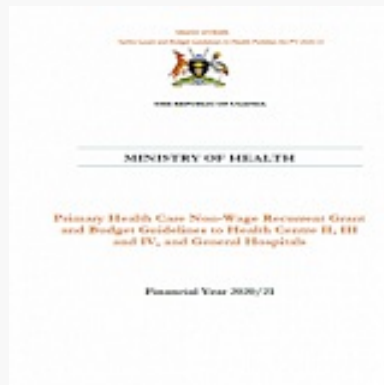 THE REPUBLIC OF UGANDA
MINISTRY OF HEALTH
Primary Health Care Non-Wage Recurrent Grant
and Budget Guidelines to Health Centre II, III
and IV, and General Hospitals
Financial Year 2020/21